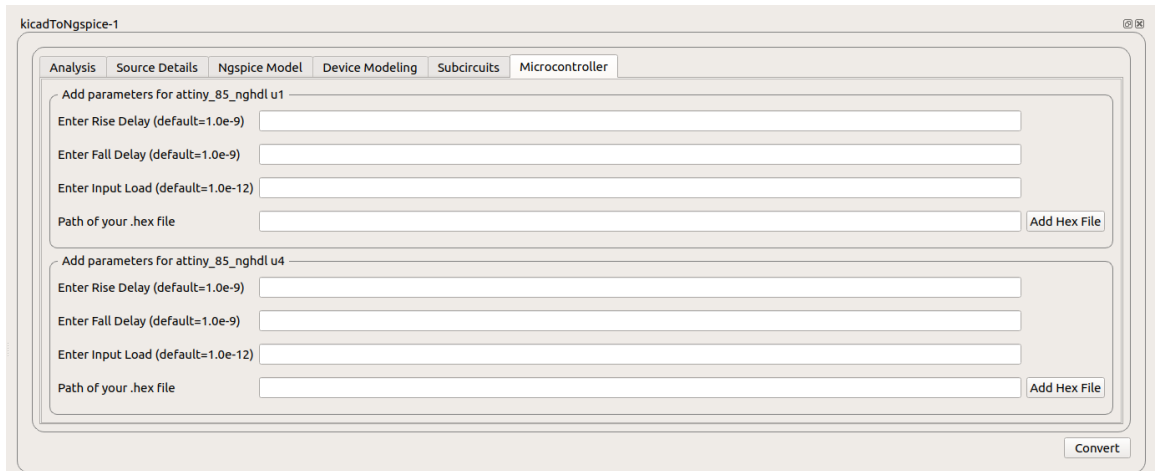 kicadToNgspice-1
Analysis Source Details Ngspice Model Device Modeling Subcircuits Microcontroller
Add parameters for attiny_85_nghdl u1
Enter Rise Delay (default=1.0e-9)
Enter Fall Delay (default=1.0e-9)
Enter Input Load (default=1.0e-12)
Path of your .hex file Add Hex File
Add parameters for attiny_85_nghdl u4
Enter Rise Delay (default=1.0e-9)
Enter Fall Delay (default=1.0e-9)
Enter Input Load (default=1.0e-12)
Path of your .hex file Add Hex File
Convert